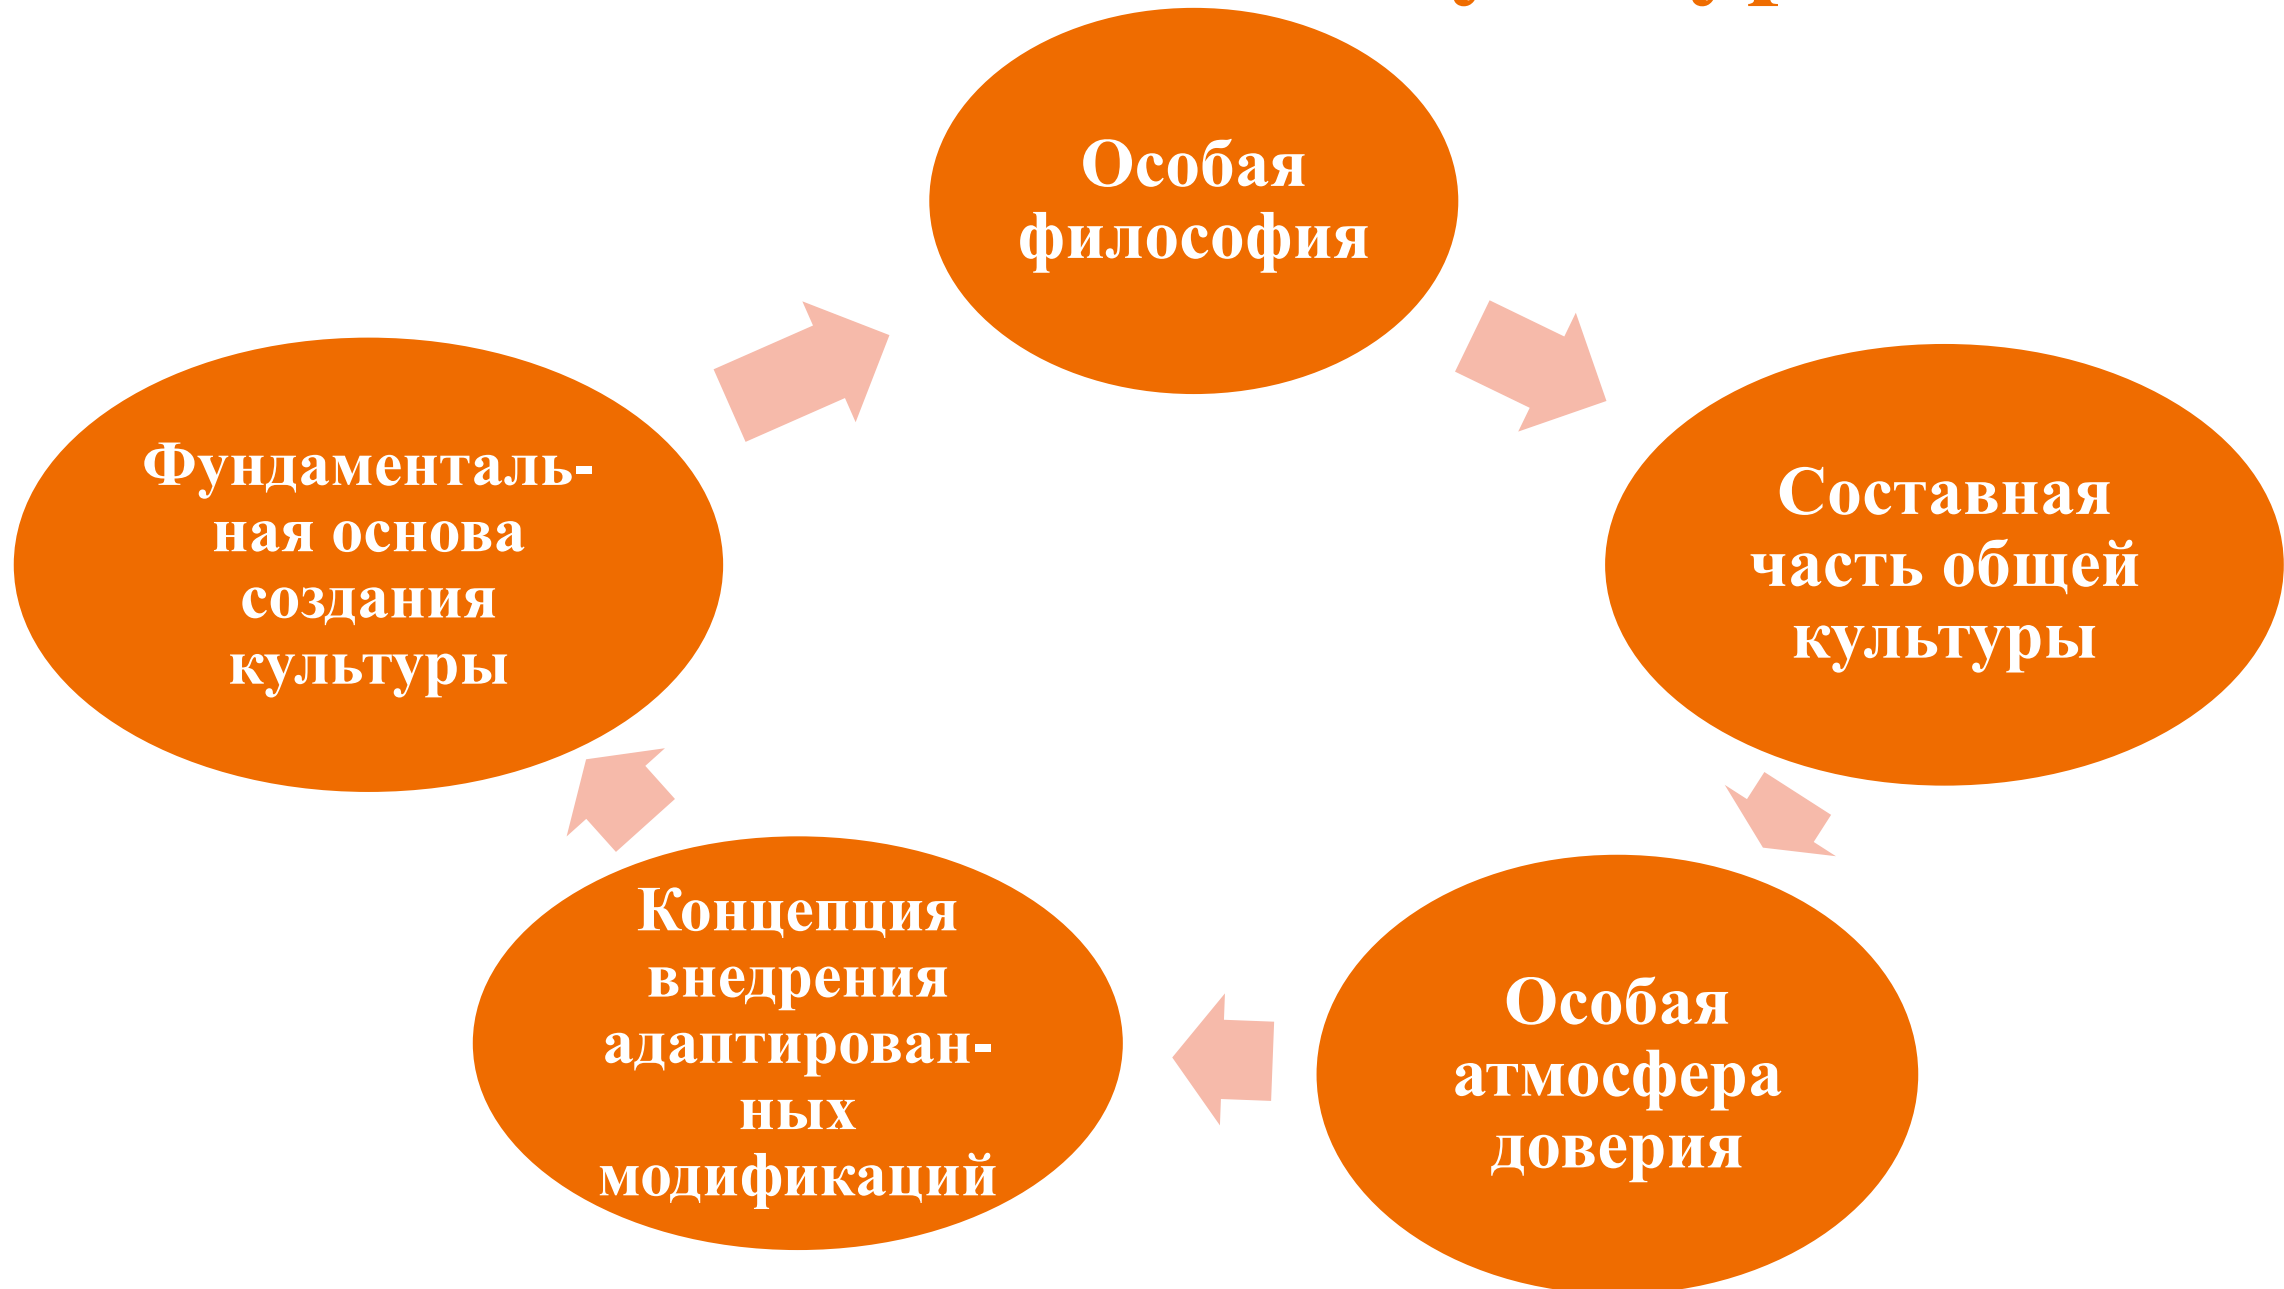 Особая
философия
Составная
часть общей
культуры
Особая
атмосфера
доверия
Концепция
внедрения
адаптирован-
ных
модификаций
Фундаменталь-
ная основа
создания
культуры